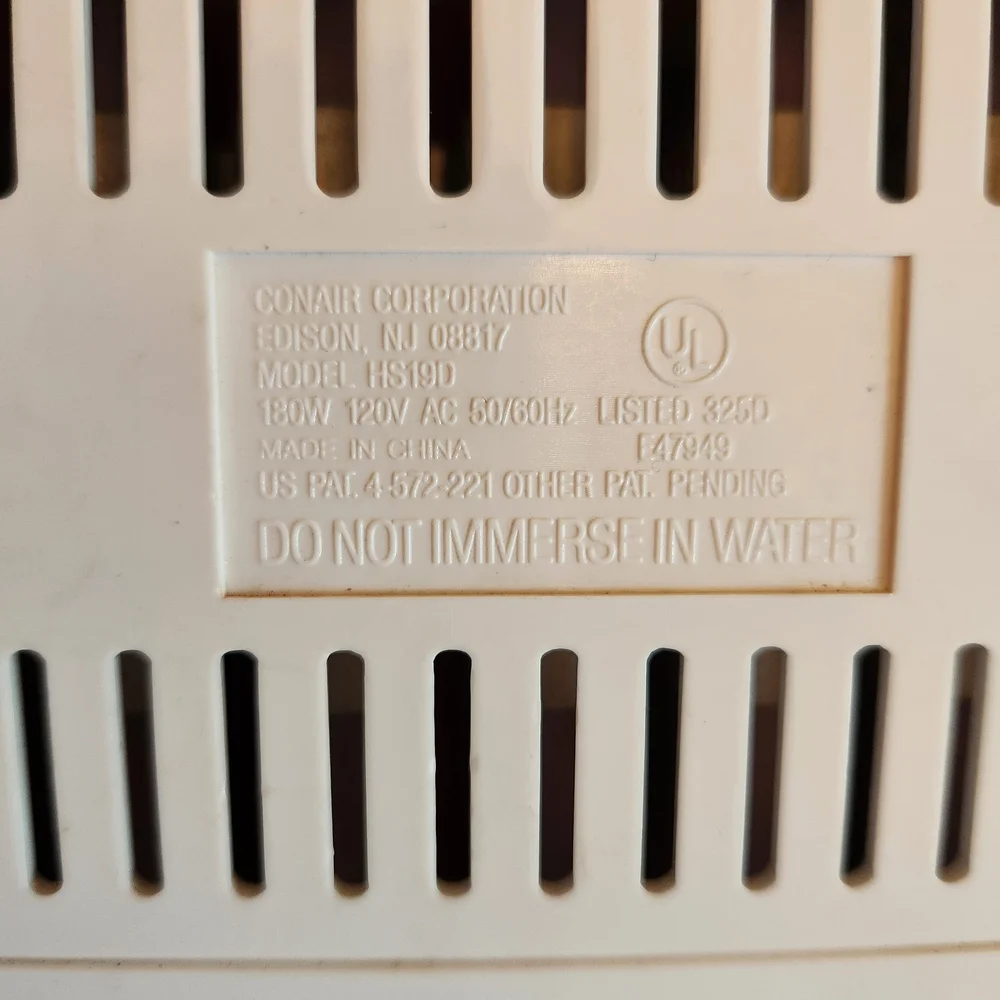 CONAIR CORPORATION
EDISON, NJ 08817
MODEL HS19D
UL
®
180W 120V AC 50/60Hz LISTED 325D
MADE IN CHINA E47949
US PAT. 4-572-221 OTHER PAT. PENDING
DO NOT IMMERSE IN WATER